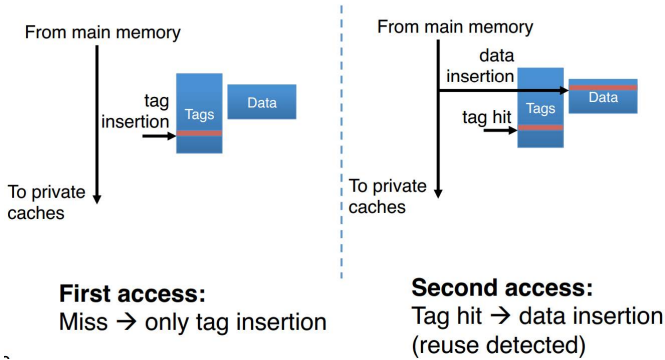 From main memory
tag
insertion
Tags
Data
To private
caches
First access:
Miss → only tag insertion
From main memory
data
insertion
Tags
Data
tag hit
To private
caches
Second access:
Tag hit → data insertion
(reuse detected)